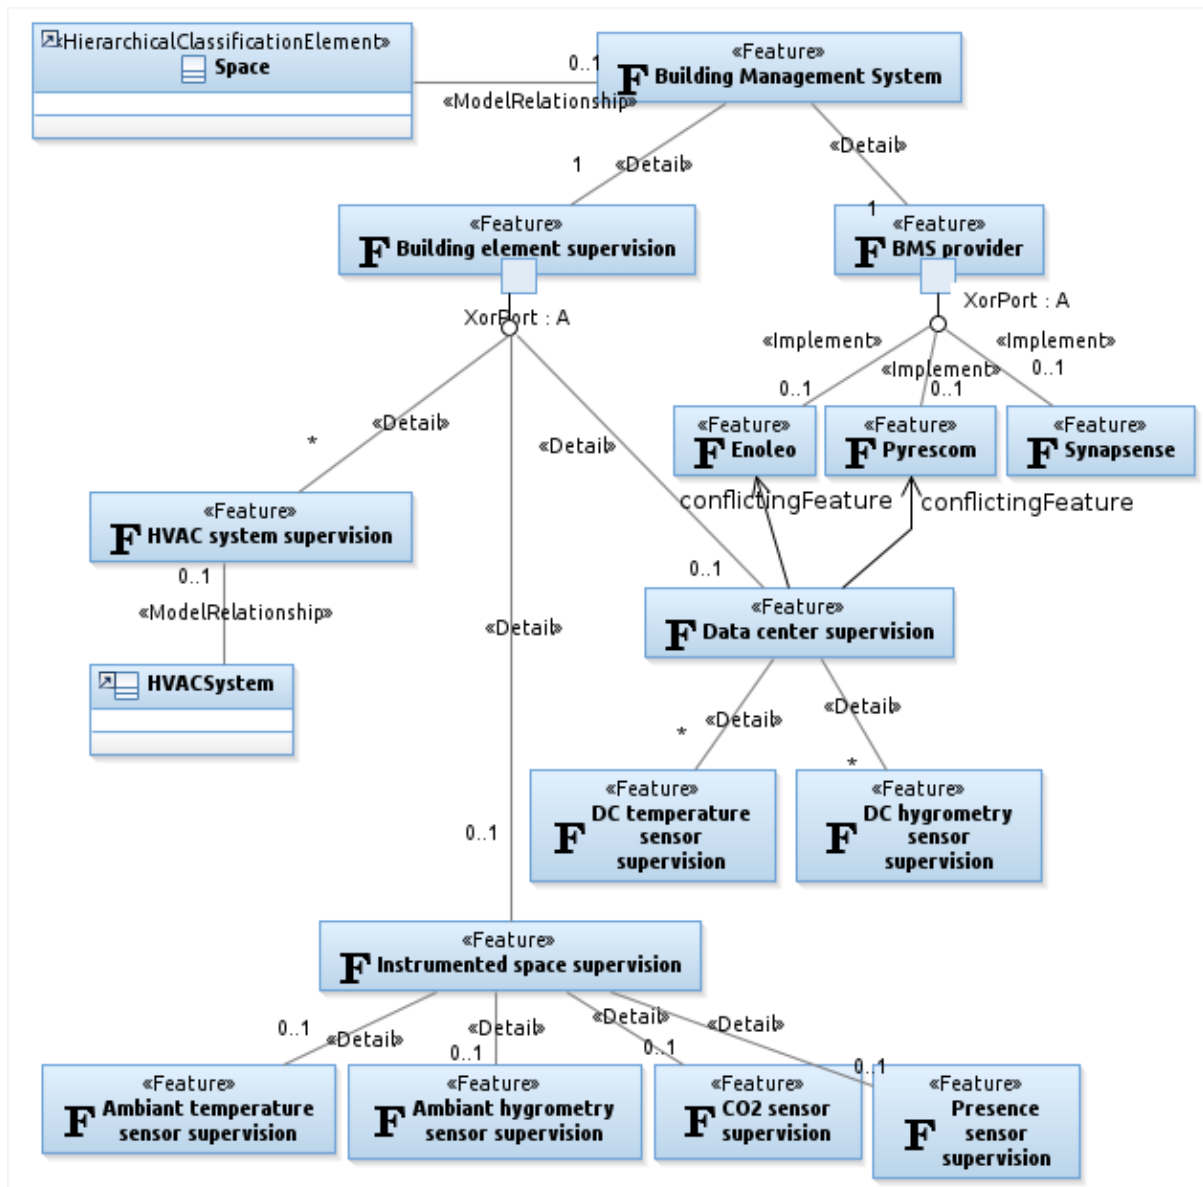 «HierarchicalClassificationElement»
Space
0..1
«ModelRelationship»
«Feature»
F Building Management System
1
«Detail»
«Detail»
1
«Feature»
F Building element supervision
«Feature»
F BMS provider
XorPort : A
XorPort : A
«Implement»
«Implement»
«Implement»
0..1
0..1
0..1
«Feature»
F Enoleo
«Feature»
F Pyrescom
«Feature»
F Synapsense
conflictingFeature
conflictingFeature
«Detail»
*
«Detail»
0..1
«Detail»
0..1
«Feature»
F HVAC system supervision
0..1
«ModelRelationship»
HVACSystem
«Feature»
F Data center supervision
«Detail»
*
«Detail»
*
«Feature»
F DC temperature
sensor
supervision
«Feature»
F DC hygrometry
sensor
supervision
«Feature»
F Instrumented space supervision
0..1
«Detail»
«Detail»
0..1
«Detail»
0..1
«Detail»
0..1
«Feature»
F Ambiant temperature
sensor supervision
«Feature»
F Ambiant hygrometry
sensor supervision
«Feature»
F CO2 sensor
supervision
«Feature»
F Presence
sensor
supervision